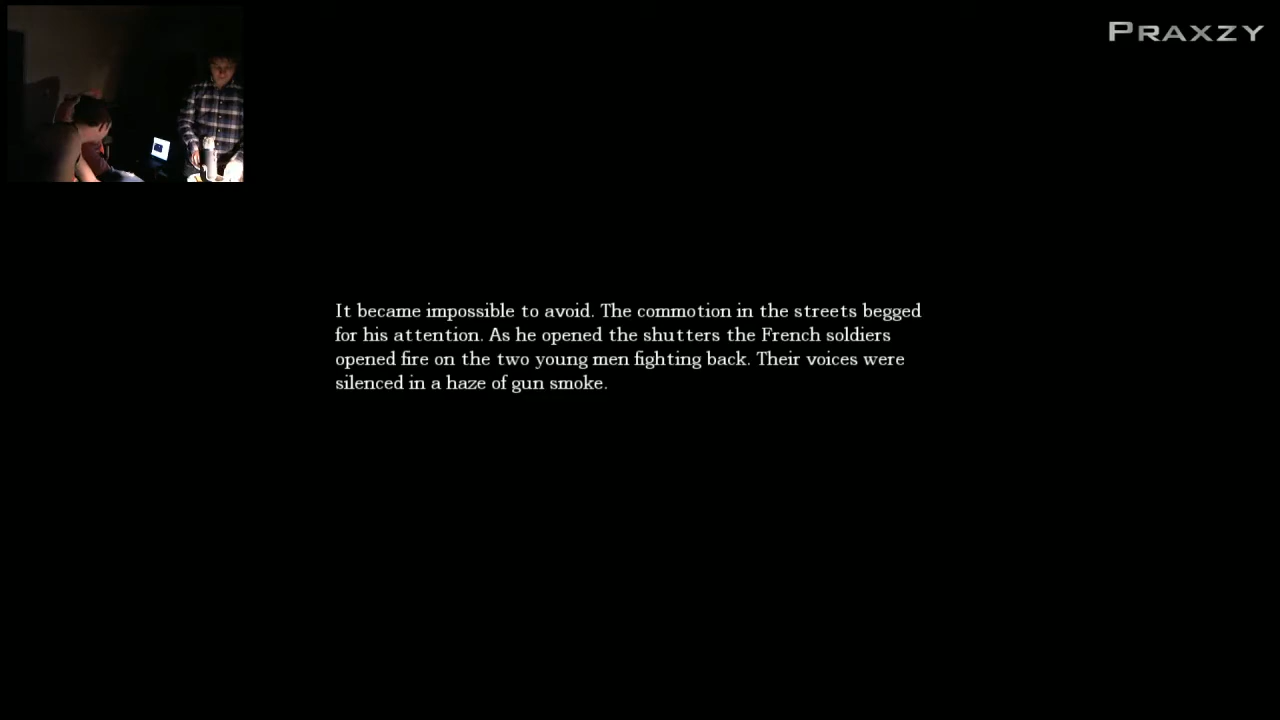 PRAXZY
It became impossible to avoid. The commotion in the streets begged
for his attention. As he opened the shutters the French soldiers
opened fire on the two young men fighting back. Their voices were
silenced in a haze of gun smoke.